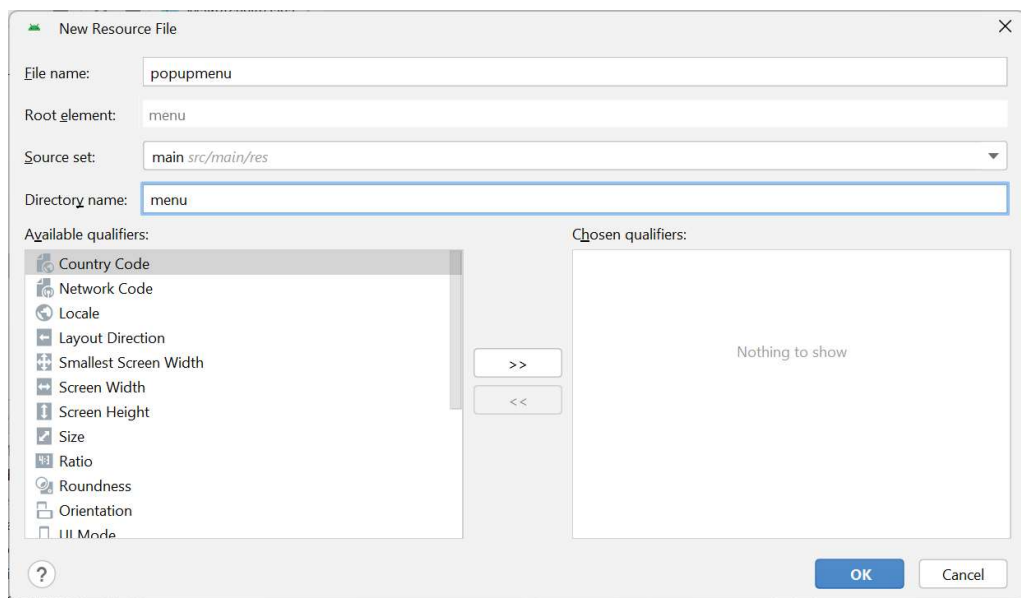 New Resource File
File name: popupmenu
Root element: menu
Source set: main src/main/res
Directory name: menu
Available qualifiers:
Country Code
Network Code
Locale
Layout Direction
Smallest Screen Width
Screen Width
Screen Height
Size
Ratio
Roundness
Orientation
UI Mode
>>
<<
Chosen qualifiers:
Nothing to show
?
OK
Cancel